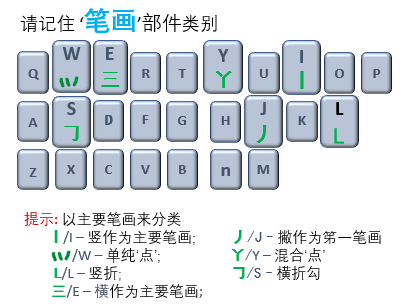 请记住 ‘笔画’部件类别
Q W E R T Y U I O P
三 丫 丨
A S D F G H J K L
㇆ 丿 L
Z X C V B n M
提示: 以主要笔画来分类
丨/I – 竖作为主要笔画; 丿/J – 撇作为第一笔画
/W – 单纯‘点’; 丫/Y – 混合‘点’
L/L – 竖折; ㇆/S – 横折勾
三/E – 横作为主要笔画;